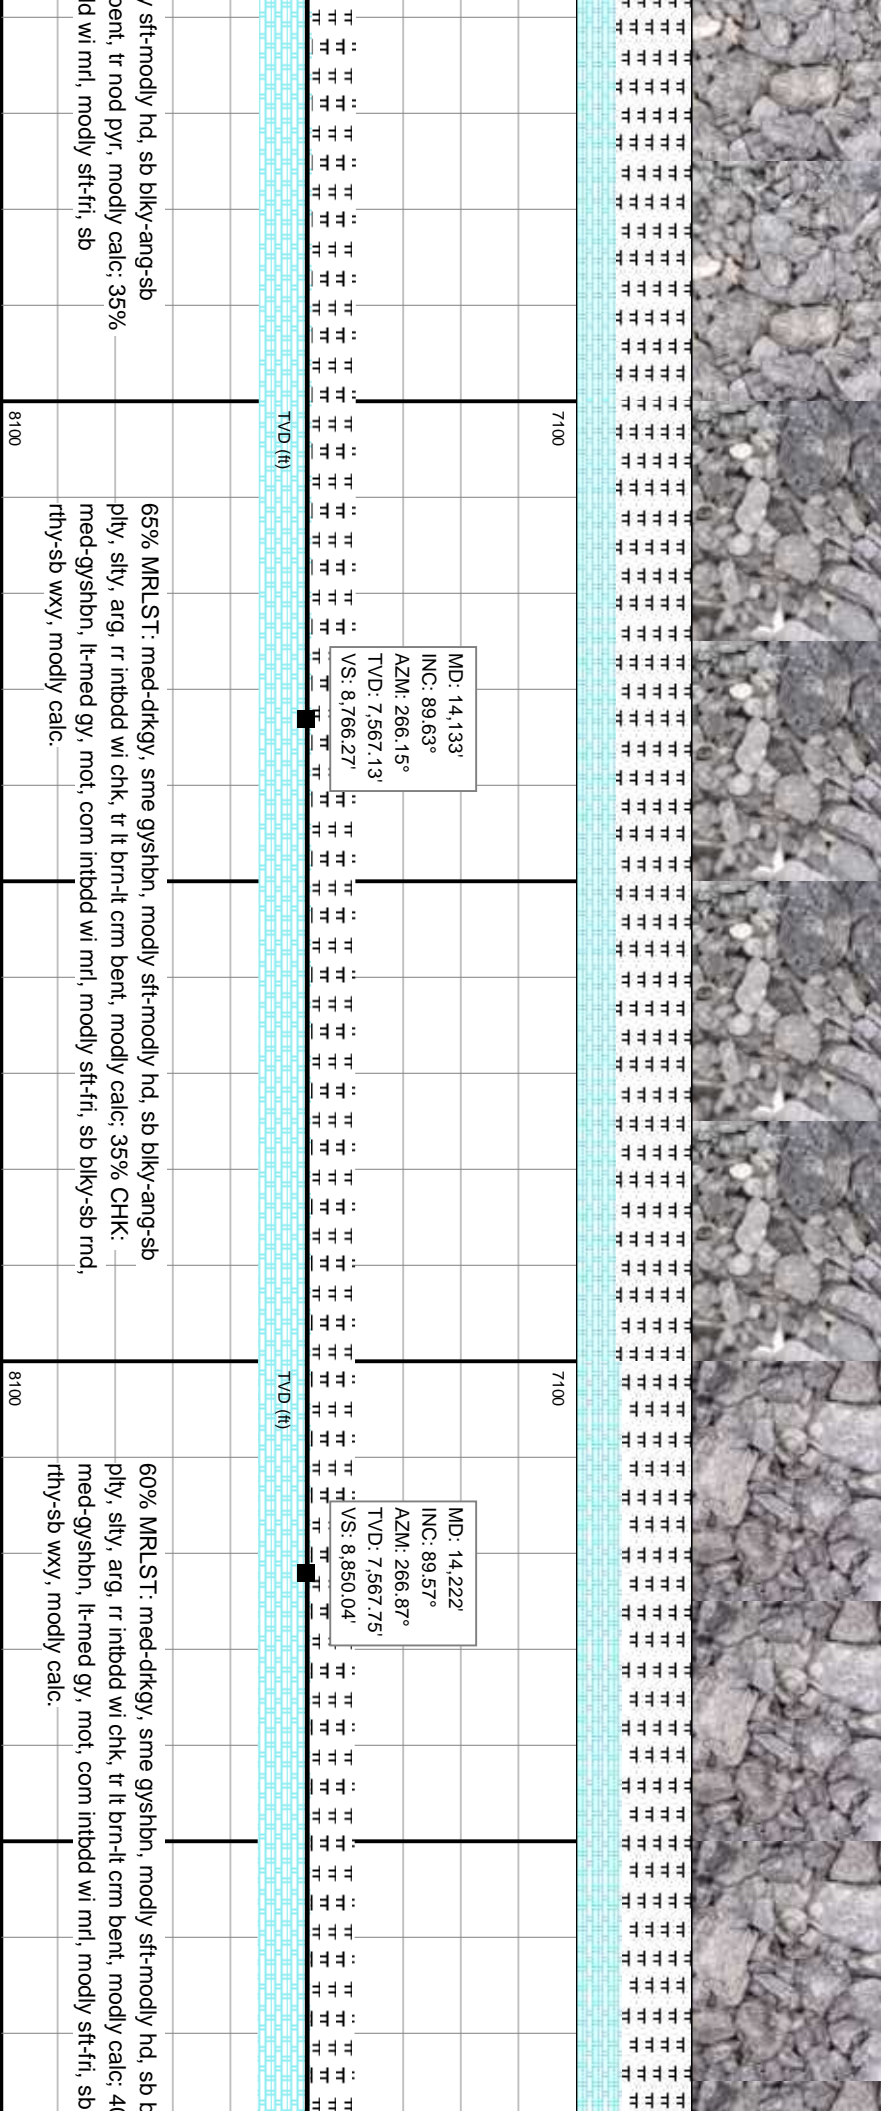 y sft-modly hd, sb blky-ang-sb
bent, tr nod pyr, modly calc; 35%
dd wi mrl, modly sft-fri, sb
7100
TVD (ft)
8100
MD: 14,133'
INC: 89.63°
AZM: 266.15°
TVD: 7,567.13'
VS: 8,766.27'
65% MRLST: med-drkgy, sme gyshbn, modly sft-modly hd, sb blky-ang-sb
plty, slty, arg, rr intbdd wi chk, tr lt brn-lt crm bent, modly calc; 35% CHK:
med-gyshbn, lt-med gy, mot, com intbdd wi mrl, modly sft-fri, sb blky-sb rnd,
rthy-sb wxy, modly calc.
7100
TVD (ft)
8100
MD: 14,222'
INC: 89.57°
AZM: 266.87°
TVD: 7,567.75'
VS: 8,850.04'
60% MRLST: med-drkgy, sme gyshbn, modly sft-modly hd, sb b
plty, slty, arg, rr intbdd wi chk, tr lt brn-lt crm bent, modly calc; 40
med-gyshbn, lt-med gy, mot, com intbdd wi mrl, modly sft-fri, sb
rthy-sb wxy, modly calc.